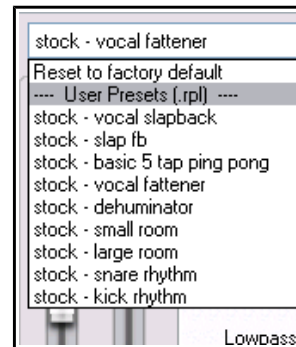 stock - vocal fattener
Reset to factory default
---- User Presets (.rpl) ----
stock - vocal slapback
stock - slap fb
stock - basic 5 tap ping pong
stock - vocal fattener
stock - dehuminator
stock - small room
stock - large room
stock - snare rhythm
stock - kick rhythm
Lowpass